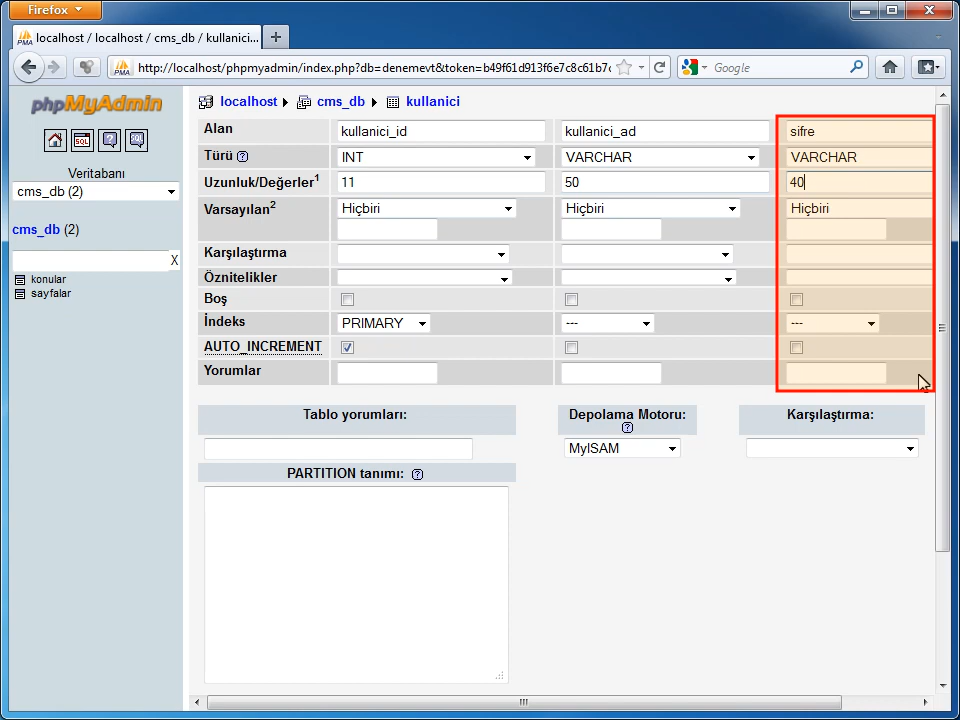 Firefox
localhost / localhost / cms_db / kullanici...
http://localhost/phpmyadmin/index.php?db=denemevt&token=b49f61d913f6e7c8c61b7c
Google
phpMyAdmin
SQL
Veritabanı
cms_db (2)
cms_db (2)
X
konular
sayfalar
localhost cms_db kullanici
Alan kullanici_id kullanici_ad sifre
Türü INT VARCHAR VARCHAR
Uzunluk/Değerler1 11 50 40
Varsayılan2 Hiçbiri Hiçbiri Hiçbiri
Karşılaştırma
Öznitelikler
Boş
İndeks PRIMARY --- ---
AUTO_INCREMENT
Yorumlar
Tablo yorumları: Depolama Motoru: Karşılaştırma:
MyISAM
PARTITION tanımı: